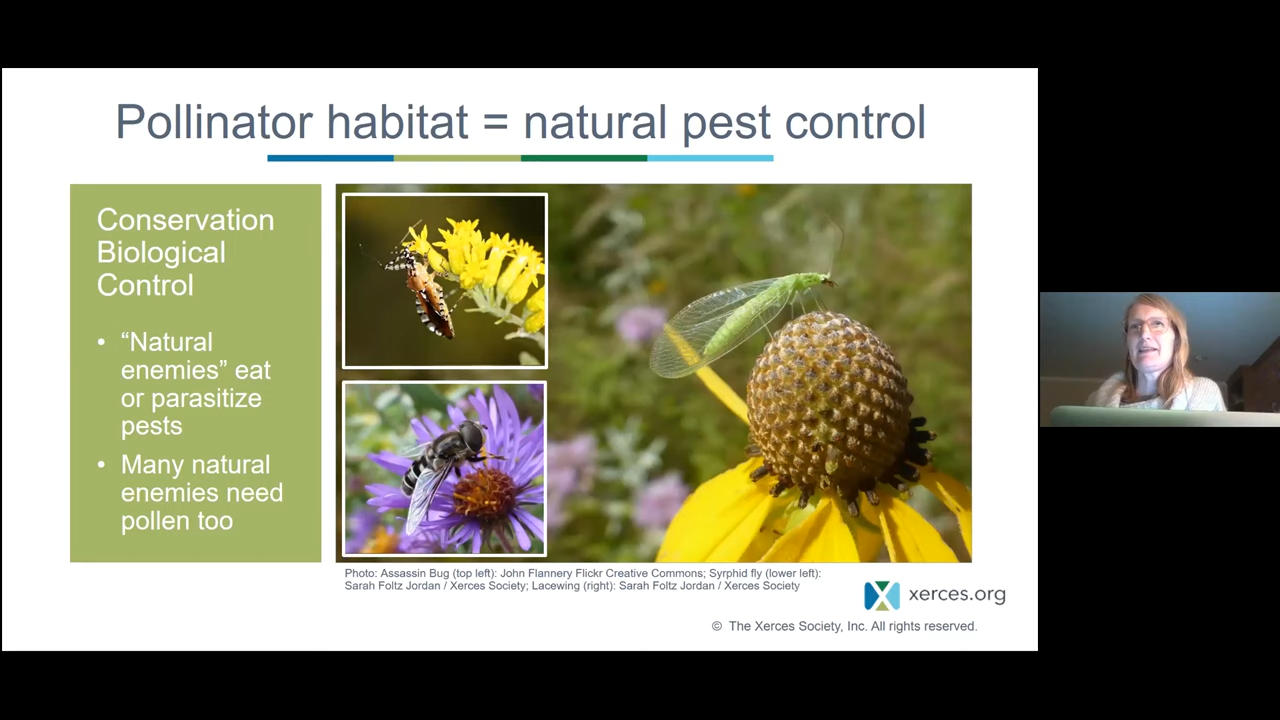 Pollinator habitat = natural pest control
Conservation
Biological
Control
• “Natural
enemies” eat
or parasitize
pests
• Many natural
enemies need
pollen too
Photo: Assassin Bug (top left): John Flannery Flickr Creative Commons; Syrphid fly (lower left):
Sarah Foltz Jordan / Xerces Society; Lacewing (right): Sarah Foltz Jordan / Xerces Society
xerces.org
© The Xerces Society, Inc. All rights reserved.